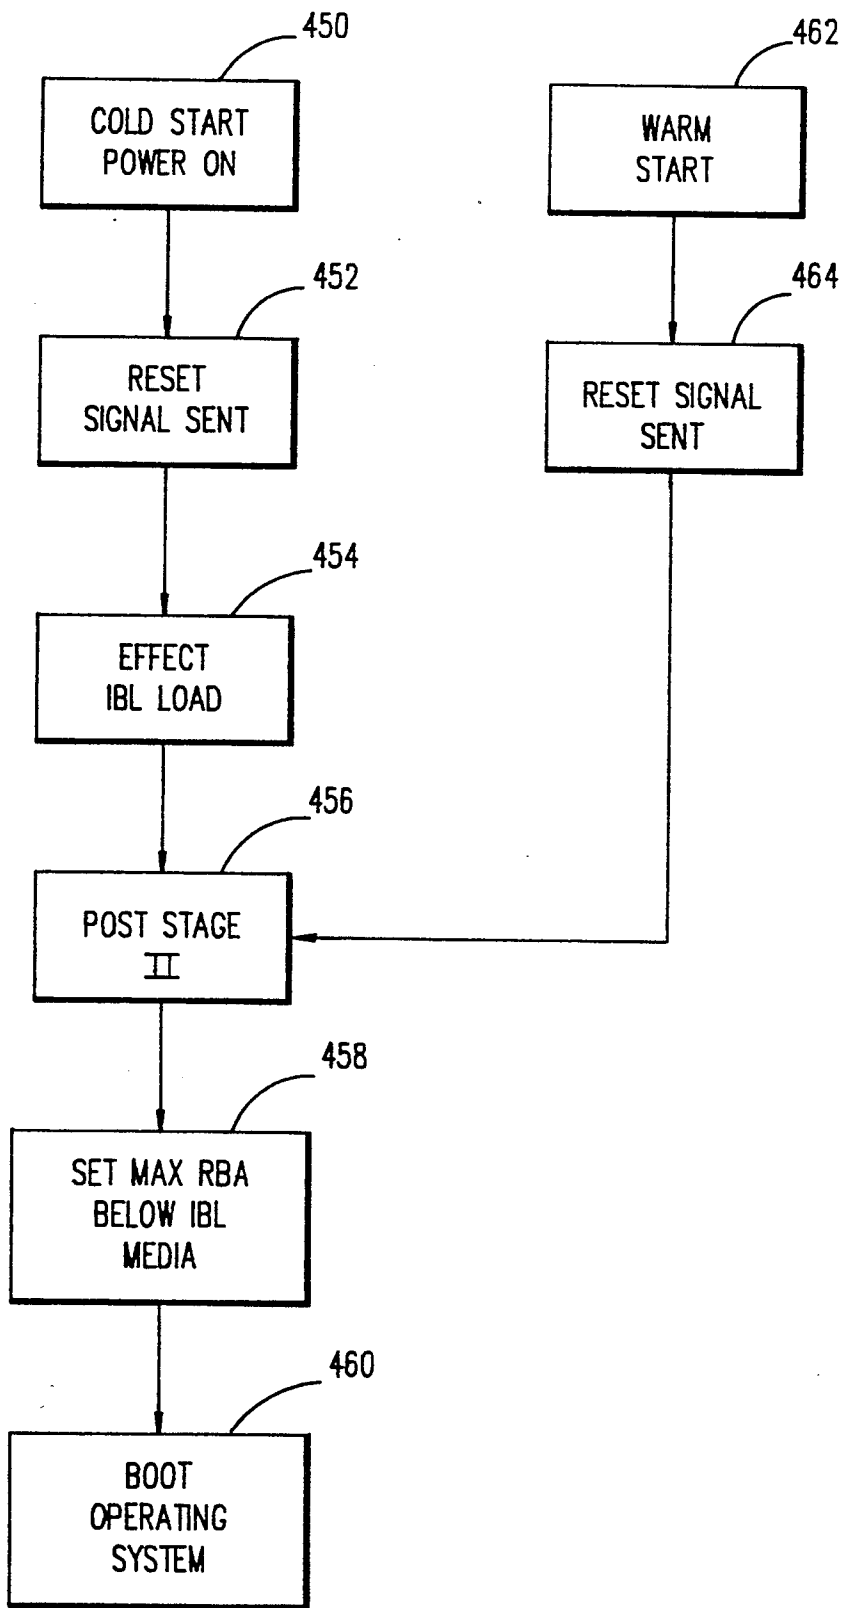 450
COLD START
POWER ON
452
RESET
SIGNAL SENT
454
EFFECT
IBL LOAD
456
POST STAGE
II
458
SET MAX RBA
BELOW IBL
MEDIA
460
BOOT
OPERATING
SYSTEM
462
WARM
START
464
RESET SIGNAL
SENT